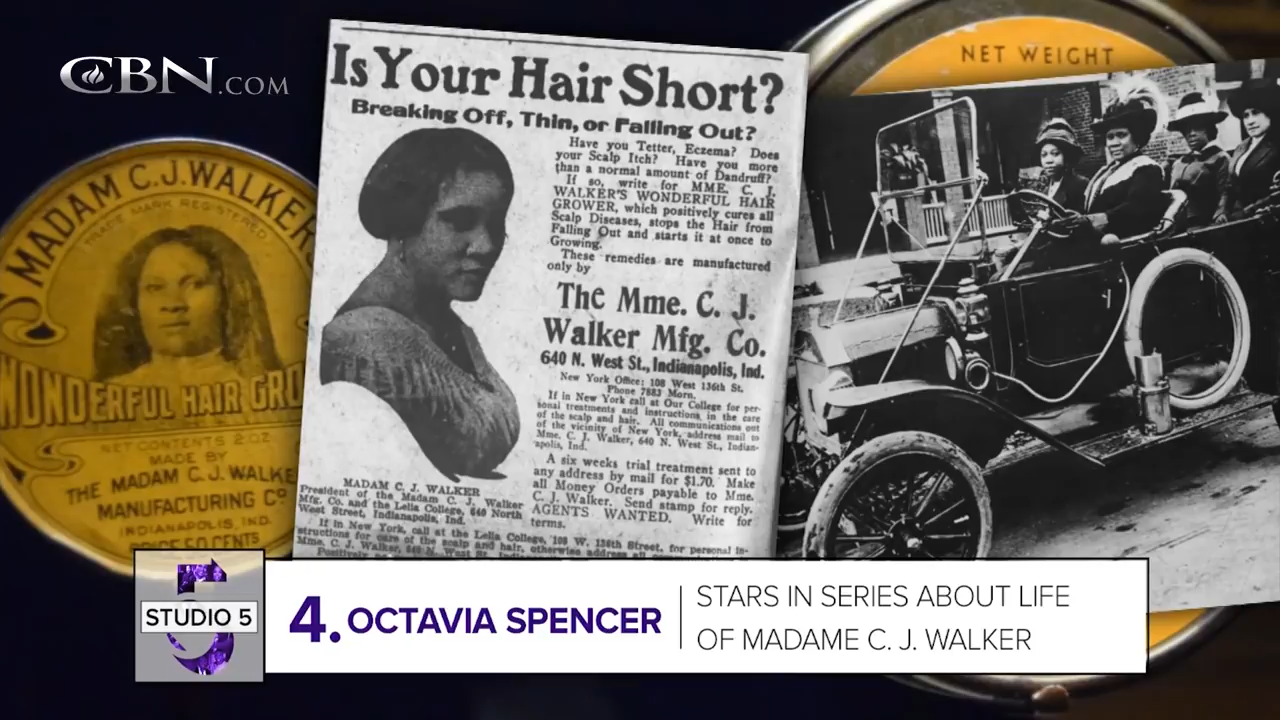 CBN.COM
NET WEIGHT
MADAM C.J.WALKER
TRADE MARK REGISTERED
WONDERFUL HAIR GRO
NET CONTENTS 2 OZ
MADE BY
THE MADAM C.J. WALKE
MANUFACTURING CO
INDIANAPOLIS, IND.
PRICE 50 CENTS
Is Your Hair Short?
Breaking Off, Thin, or Falling Out?
Have you Tetter, Eczema? Does
your Scalp Itch? Have you more
than a normal amount of Dandruff?
If so, write for MME. C. J.
WALKER'S WONDERFUL HAIR
GROWER, which positively cures all
Scalp Diseases, stops the Hair from
Falling Out and starts it at once to
Growing.
These remedies are manufactured
only by
The Mme. C. J.
Walker Mfg. Co.
640 N. West St., Indianapolis, Ind.
New York Office: 108 West 136th St.
Phone 7883 Morn.
If in New York call at Our College for per-
sonal treatments and instructions in the care
of the scalp and hair. All communications out
of the vicinity of New York, address mail to
Mme. C. J. Walker, 640 N. West St., Indian-
apolis, Ind.
A six weeks trial treatment sent to
any address by mail for $1.70. Make
all Money Orders payable to Mme.
C. J. Walker. Send stamp for reply.
AGENTS WANTED. Write for
terms.
MADAM C. J. WALKER
President of the Madam C. J. Walker
Mfg. Co. and the Lelia College, 640 North
West Street, Indianapolis, Ind.
If in New York, call at the Lelia College, 108 W. 136th Street, for personal in-
structions for care of the scalp and hair, otherwise address all
Mme. C. J. Walker, 640 N. West St.
STUDIO 5
4. OCTAVIA SPENCER
STARS IN SERIES ABOUT LIFE
OF MADAME C. J. WALKER